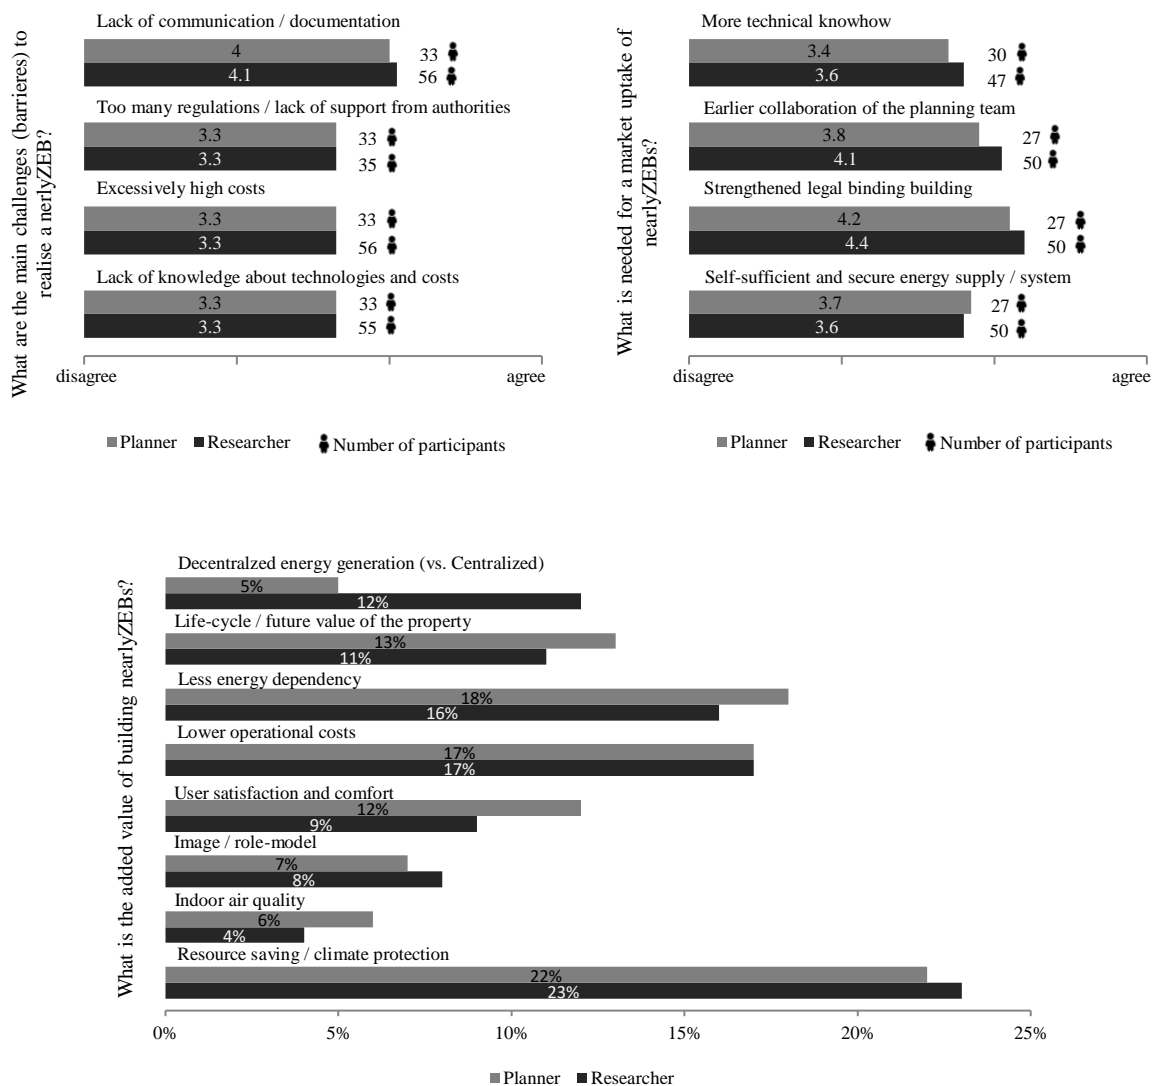 What are the main challenges (barrieres) to
realise a nerlyZEB?
Lack of communication / documentation
4
33
4.1
56
Too many regulations / lack of support from authorities
3.3
33
3.3
35
Excessively high costs
3.3
33
3.3
56
Lack of knowledge about technologies and costs
3.3
33
3.3
55
disagree
agree
Planner
Researcher
Number of participants
What is needed for a market uptake of
nearlyZEBs?
More technical knowhow
3.4
30
3.6
47
Earlier collaboration of the planning team
3.8
27
4.1
50
Strengthened legal binding building
4.2
27
4.4
50
Self-sufficient and secure energy supply / system
3.7
27
3.6
50
disagree
agree
Planner
Researcher
Number of participants
What is the added value of building nearlyZEBs?
Decentralzed energy generation (vs. Centralized)
5%
12%
Life-cycle / future value of the property
13%
11%
Less energy dependency
18%
16%
Lower operational costs
17%
17%
User satisfaction and comfort
12%
9%
Image / role-model
7%
8%
Indoor air quality
6%
4%
Resource saving / climate protection
22%
23%
0%
5%
10%
15%
20%
25%
Planner
Researcher